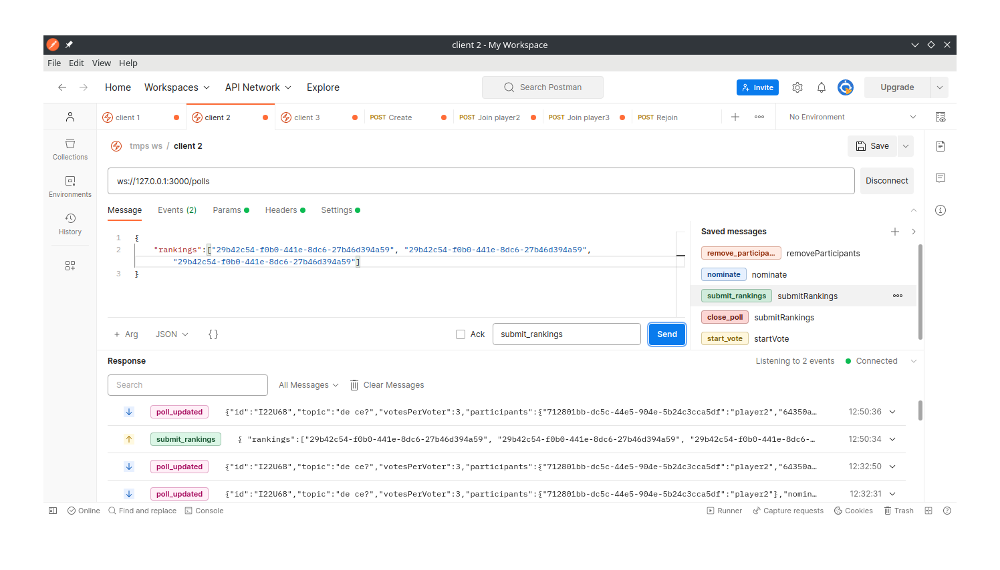 client 2 - My Workspace
File Edit View Help
Home Workspaces API Network Explore Search Postman Invite Upgrade
client 1 client 2 client 3 POST Create POST Join player2 POST Join player3 POST Rejoin No Environment
tmps ws / client 2 Save
Collections
ws://127.0.0.1:3000/polls Disconnect
Environments
Message Events (2) Params Headers Settings
History
Saved messages
1 {
2 "rankings":["29b42c54-f0b0-441e-8dc6-27b46d394a59", "29b42c54-f0b0-441e-8dc6-27b46d394a59",
"29b42c54-f0b0-441e-8dc6-27b46d394a59"]
3 }
remove_participa... removeParticipants
nominate nominate
submit_rankings submitRankings
close_poll submitRankings
start_vote startVote
+ Arg JSON {} Ack submit_rankings Send
Response Listening to 2 events Connected
Search All Messages Clear Messages
poll_updated {"id":"I22U68","topic":"de ce?","votesPerVoter":3,"participants":{"712801bb-dc5c-44e5-904e-5b24c3cca5df":"player2","64350a… 12:50:36
submit_rankings { "rankings":["29b42c54-f0b0-441e-8dc6-27b46d394a59", "29b42c54-f0b0-441e-8dc6-27b46d394a59", "29b42c54-f0b0-441e-8dc6-… 12:50:34
poll_updated {"id":"I22U68","topic":"de ce?","votesPerVoter":3,"participants":{"712801bb-dc5c-44e5-904e-5b24c3cca5df":"player2","64350a… 12:32:50
poll_updated {"id":"I22U68","topic":"de ce?","votesPerVoter":3,"participants":{"712801bb-dc5c-44e5-904e-5b24c3cca5df":"player2"},"nomin… 12:32:31
Online Find and replace Console Runner Capture requests Cookies Trash